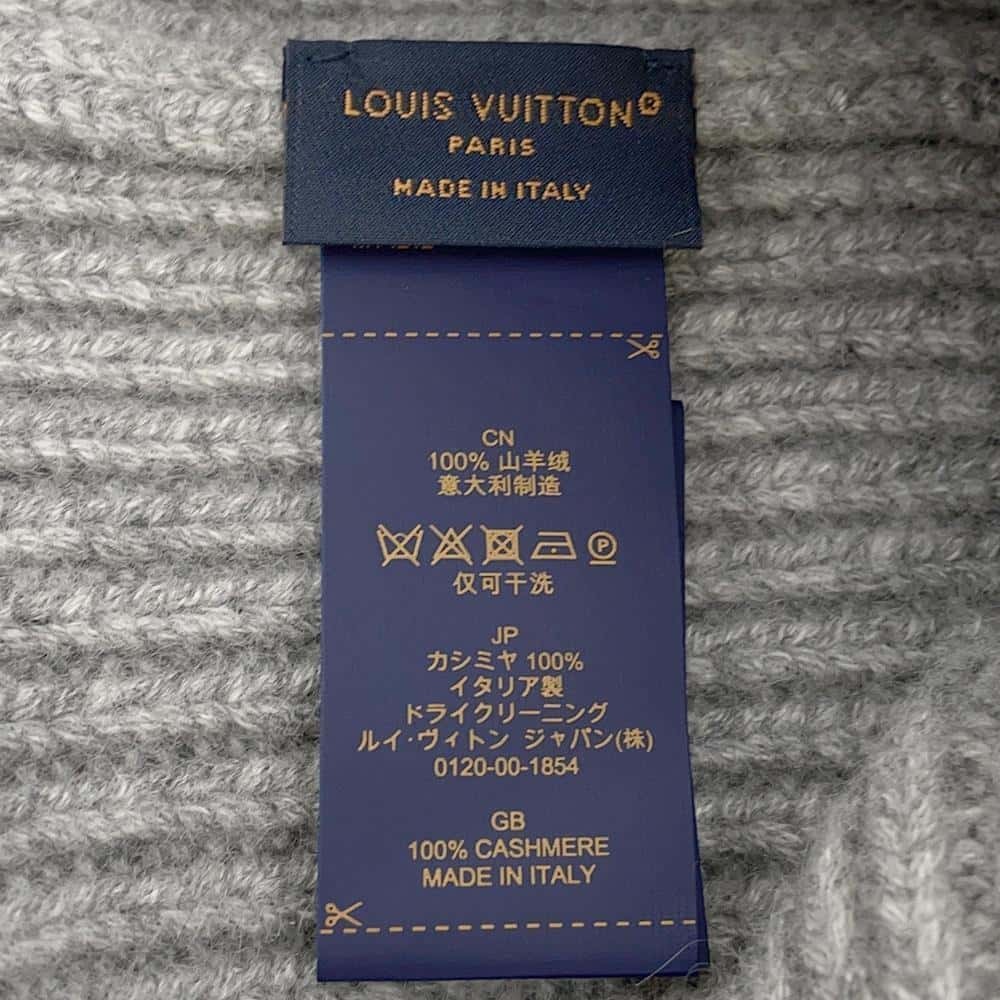 LOUIS VUITTON®
PARIS
MADE IN ITALY
CN
100% 山羊绒
意大利制造
P
仅可干洗
JP
カシミヤ 100%
イタリア製
ドライクリーニング
ルイ・ヴィトン ジャパン(株)
0120-00-1854
GB
100% CASHMERE
MADE IN ITALY